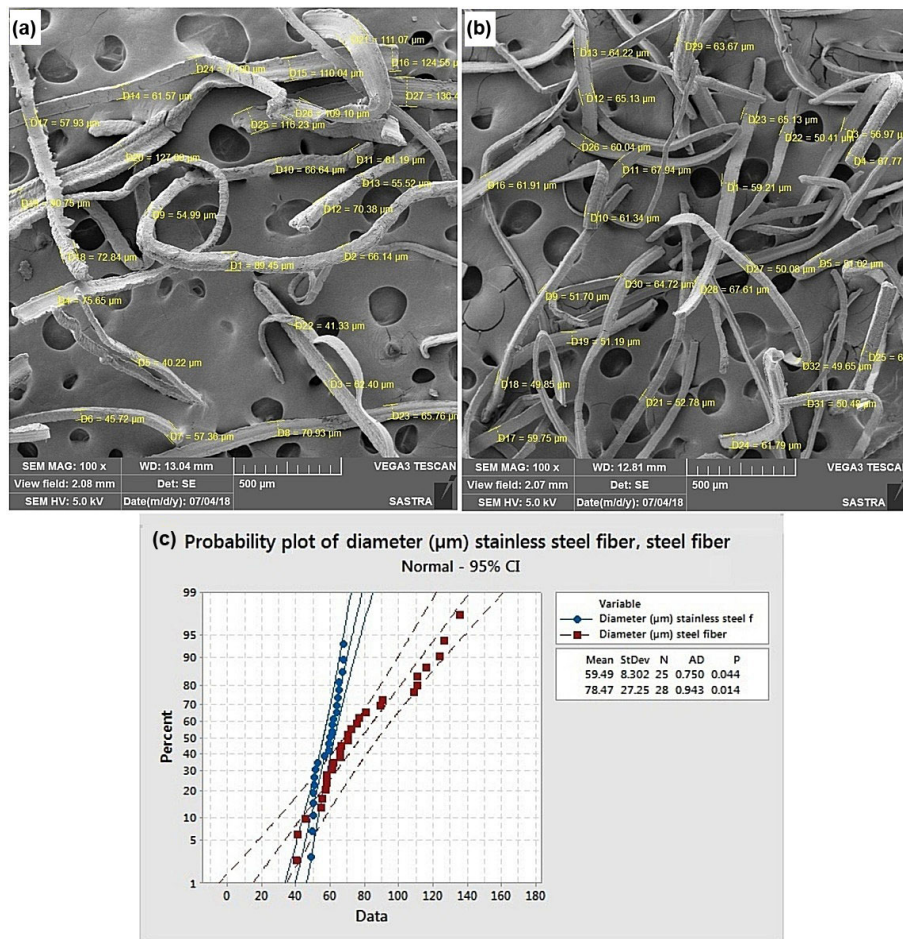 (a)
D21 111.07 µm
D24
D15 = 110.04 µm
D16 = 124.55 µm
D14 = 61.57 µm
D27 = 130.4
109.10 µm
D25 = 116.23 µm
D17 = 57.93 µm
D20 = 127.09 µm
D11 = 61.19 µm
D10 = 66.64 µm
D13 = 55.52 µm
D12 = 70.38 µm
D9 = 54.99 µm
D18 = 72.84 µm
D1 = 89.45 µm
D2 = 66.14 µm
75.65 µm
D22 = 41.33 µm
D5 = 40.22 µm
D3 = 62.40 µm
D6 = 45.72 µm
D23 = 65.76 µm
D7 = 57.36 µm
D8 = 70.93 µm
SEM MAG: 100 x
WD: 13.04 mm
VEGA3 TESCAN
View field: 2.08 mm
Det: SE
500 µm
SEM HV: 5.0 kV
Date(m/d/y): 07/04/18
SASTRA
(b)
D13 = 64.22 µm
D29 = 63.67 µm
D12 = 65.13 µm
D23 = 65.13 µm
D22 = 50.41 µm
D3 = 56.97 µm
D26 = 60.04 µm
D4 = 67.77
D11 = 67.94 µm
D16 = 61.91 µm
D1 = 59.21 µm
D10 = 61.34 µm
D27 = 50.08 µm
D5 = 51.02 µm
D30 = 64.72 µm
D28 = 67.61 µm
D9 = 51.70 µm
D19 = 51.19 µm
D25 = 6
D32 = 49.65 µm
D18 = 49.85 µm
D21 = 52.78 µm
D31 = 50.48 µm
D17 = 59.75 µm
D24 = 61.79 µm
SEM MAG: 100 x
WD: 12.81 mm
VEGA3 TESCAN
View field: 2.07 mm
Det: SE
500 µm
SEM HV: 5.0 kV
Date(m/d/y): 07/04/18
SASTRA
(c) Probability plot of diameter (µm) stainless steel fiber, steel fiber
Normal - 95% CI
Variable
Diameter (µm) stainless steel f
Diameter (µm) steel fiber
Mean StDev N AD P
59.49 8.302 25 0.750 0.044
78.47 27.25 28 0.943 0.014
Percent
99
95
90
80
70
60
50
40
30
20
10
5
1
0 20 40 60 80 100 120 140 160 180
Data